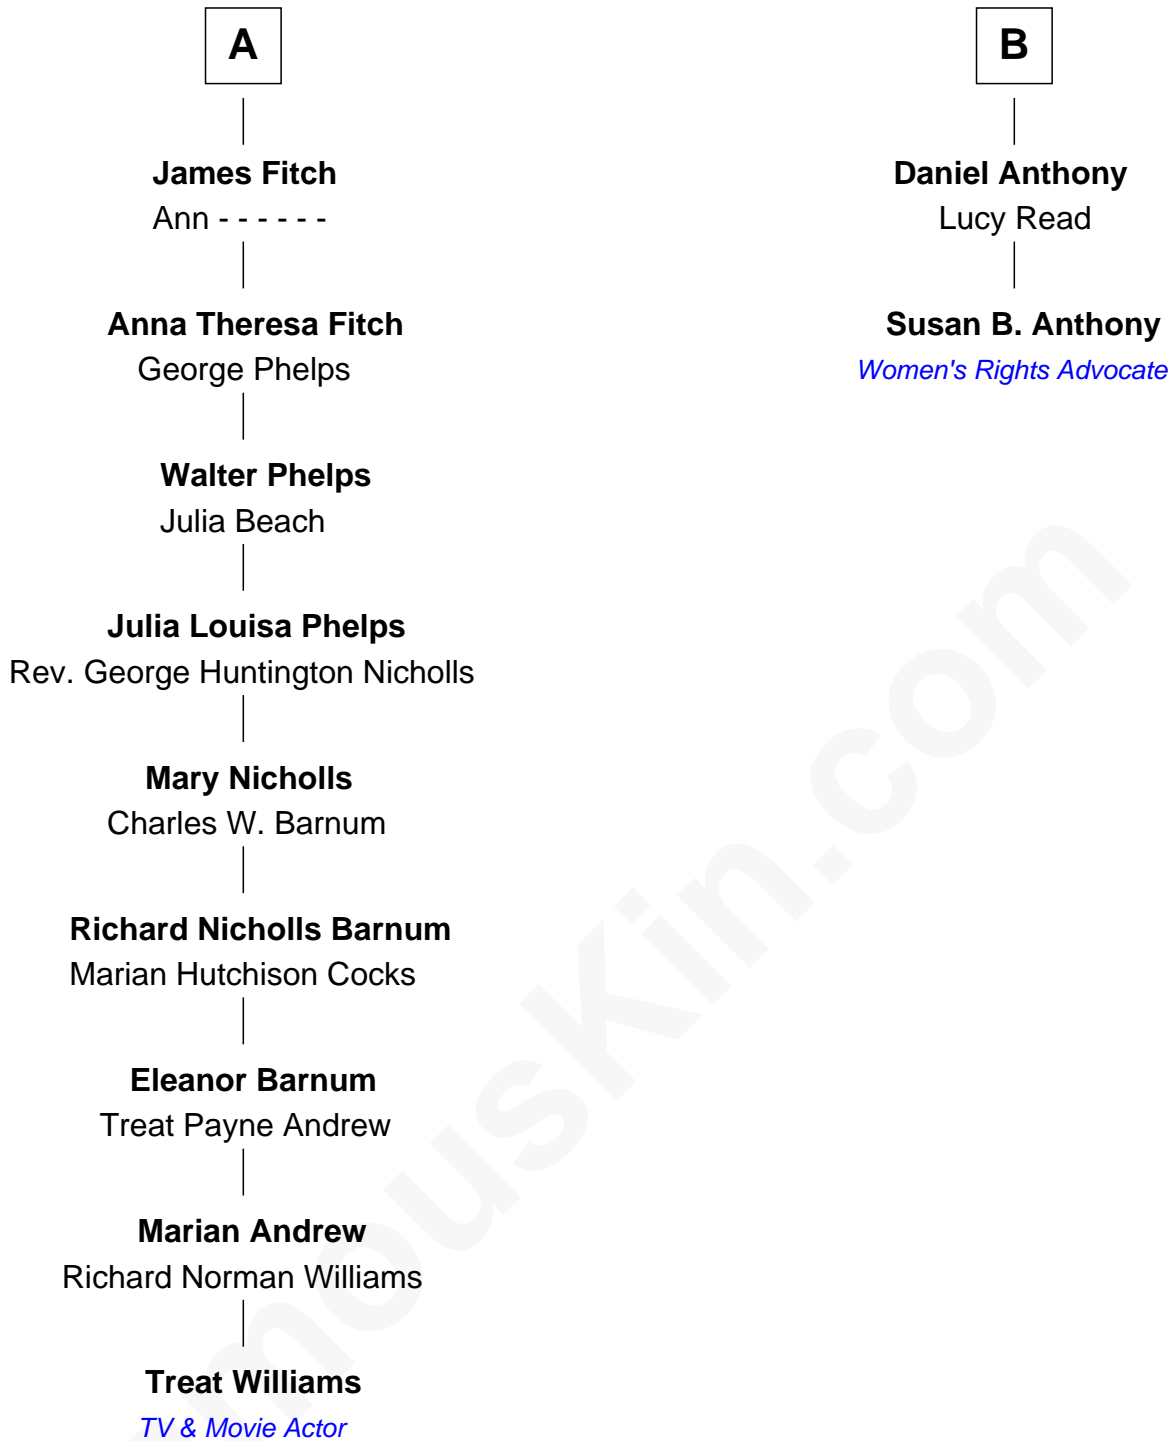 A
James Fitch
Ann - - - - - -
Anna Theresa Fitch
George Phelps
Walter Phelps
Julia Beach
Julia Louisa Phelps
Rev. George Huntington Nicholls
Mary Nicholls
Charles W. Barnum
Richard Nicholls Barnum
Marian Hutchison Cocks
Eleanor Barnum
Treat Payne Andrew
Marian Andrew
Richard Norman Williams
Treat Williams
TV & Movie Actor
B
Daniel Anthony
Lucy Read
Susan B. Anthony
Women's Rights Advocate
mousKin.com